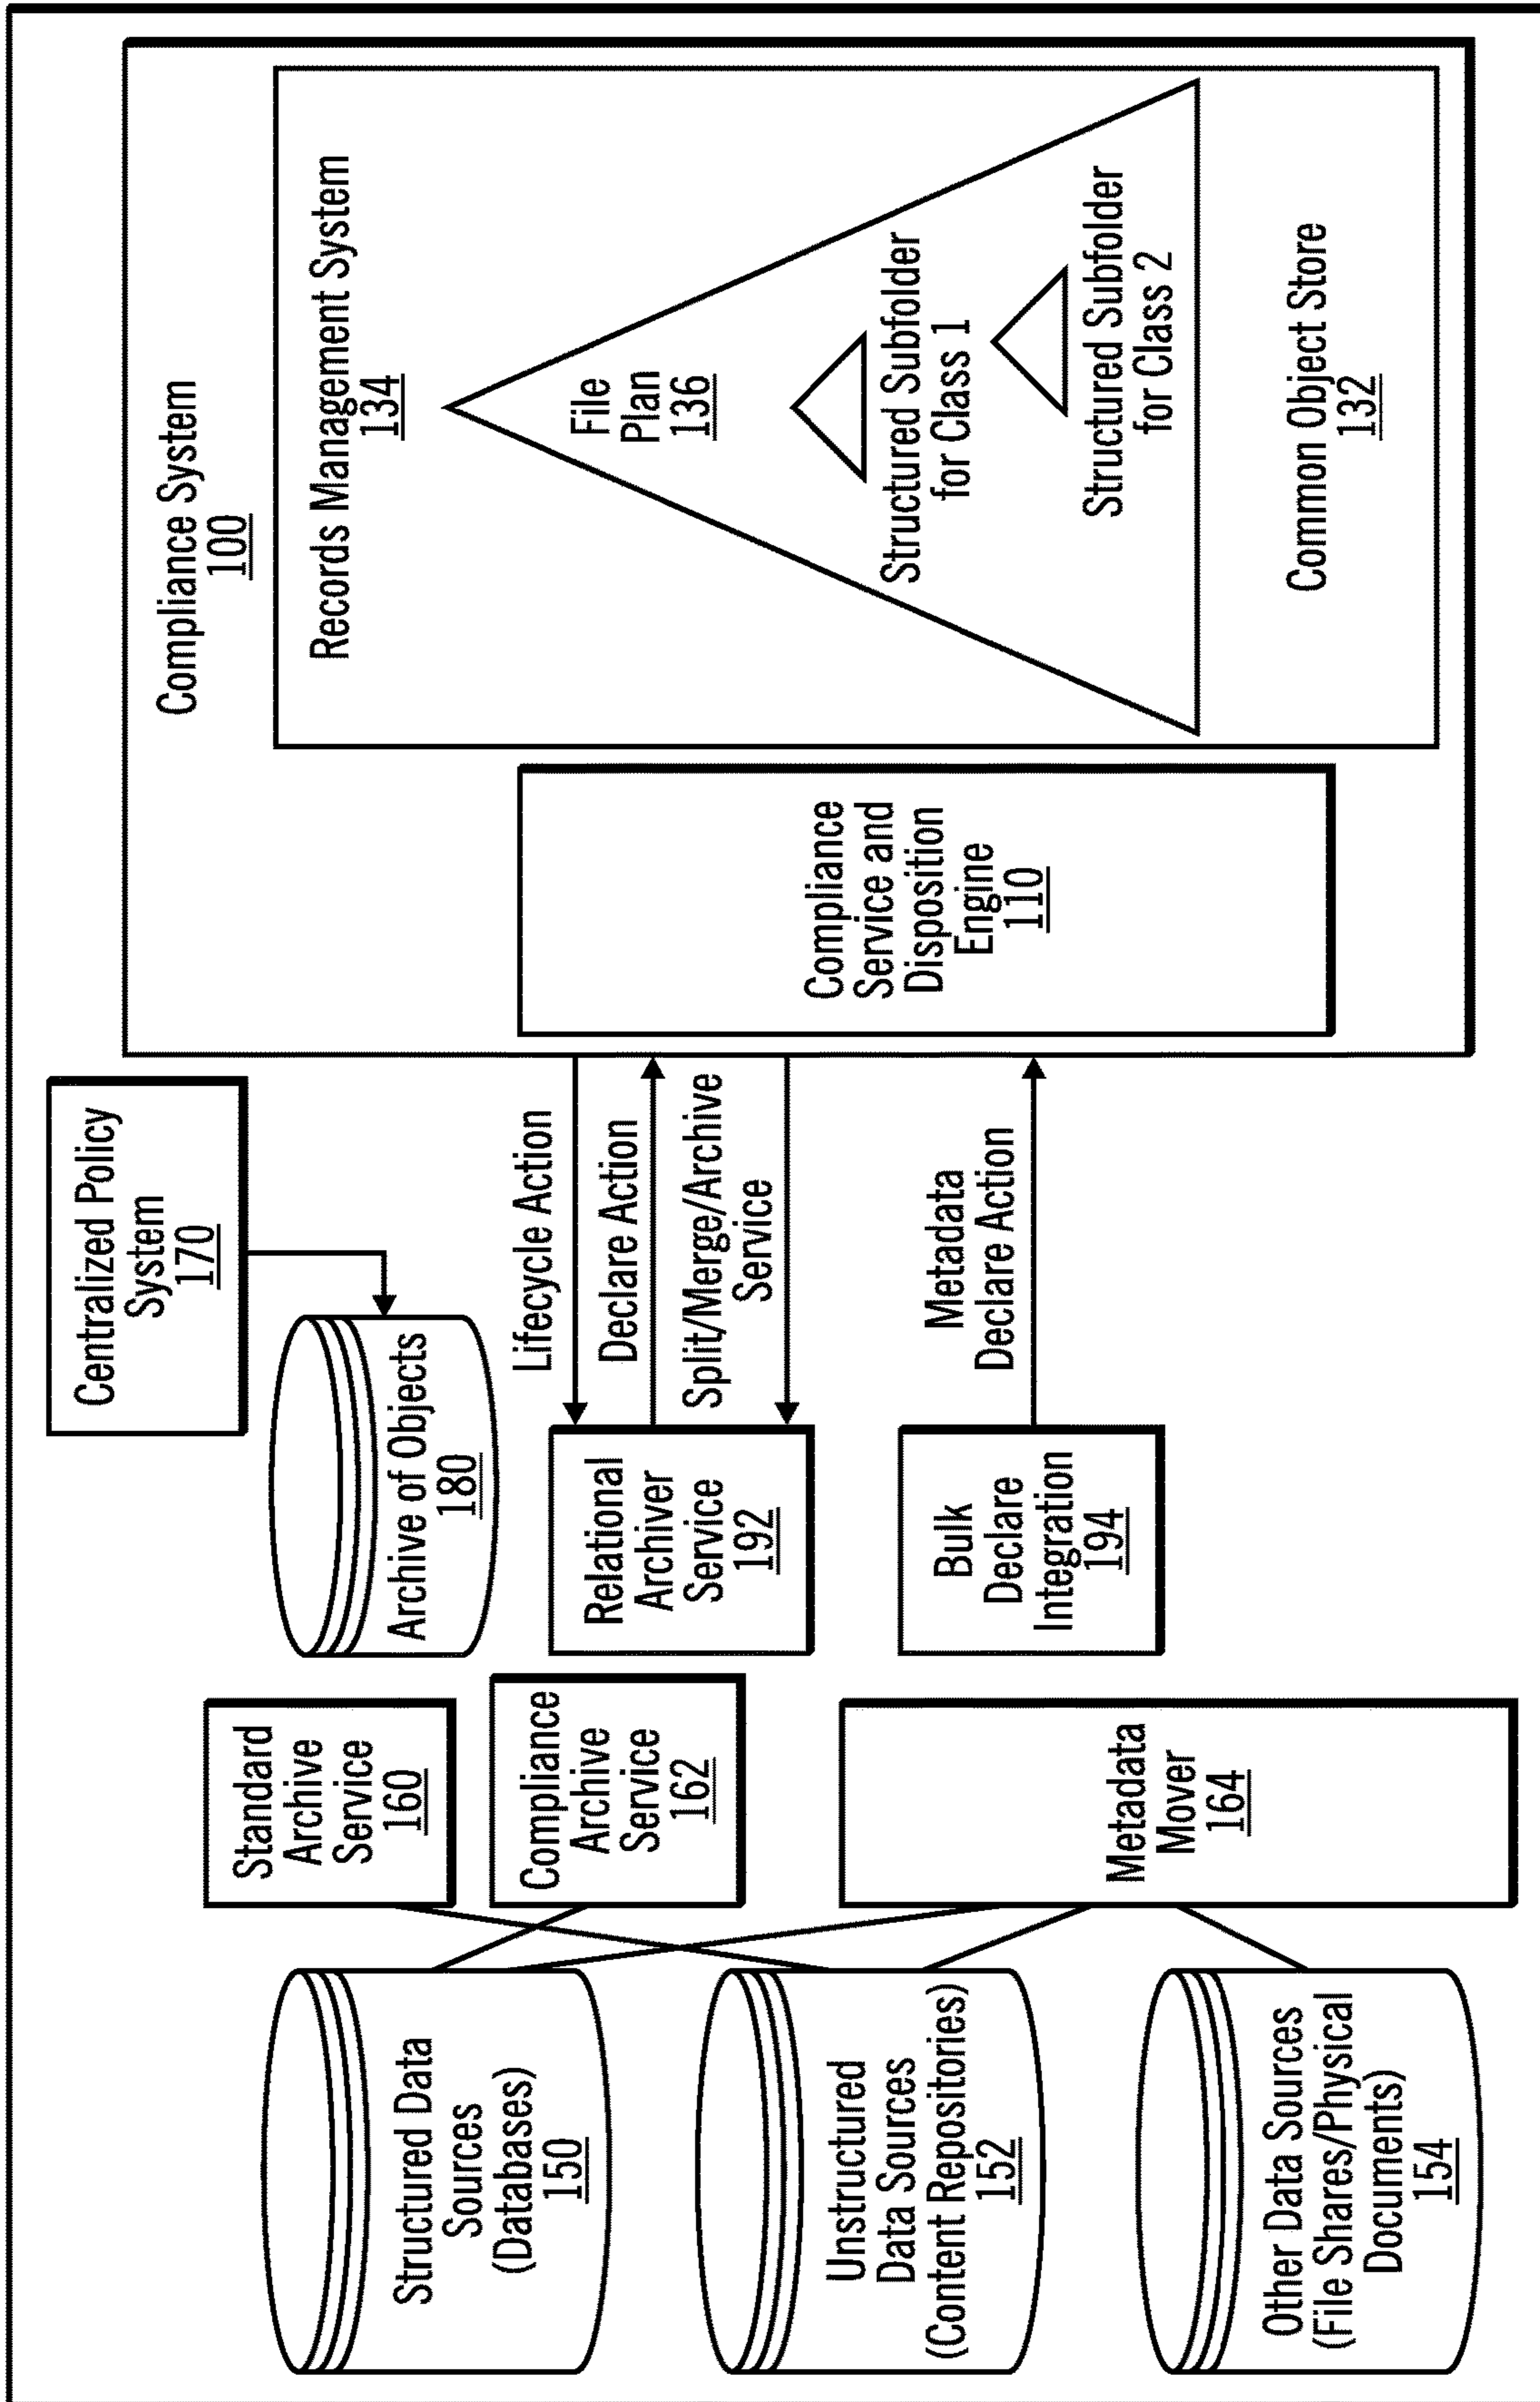 Structured Data
Sources
(Databases)
150
Unstructured
Data Sources
(Content Repositories)
152
Other Data Sources
(File Shares/Physical
Documents)
154
Standard
Archive
Service
160
Compliance
Archive
Service
162
Metadata
Mover
164
Centralized Policy
System
170
Archive of Objects
180
Relational
Archiver
Service
192
Bulk
Declare
Integration
194
Lifecycle Action
Declare Action
Split/Merge/Archive
Service
Metadata
Declare Action
Compliance System
100
Compliance
Service and
Disposition
Engine
110
Records Management System
134
File
Plan
136
Structured Subfolder
for Class 1
Structured Subfolder
for Class 2
Common Object Store
132